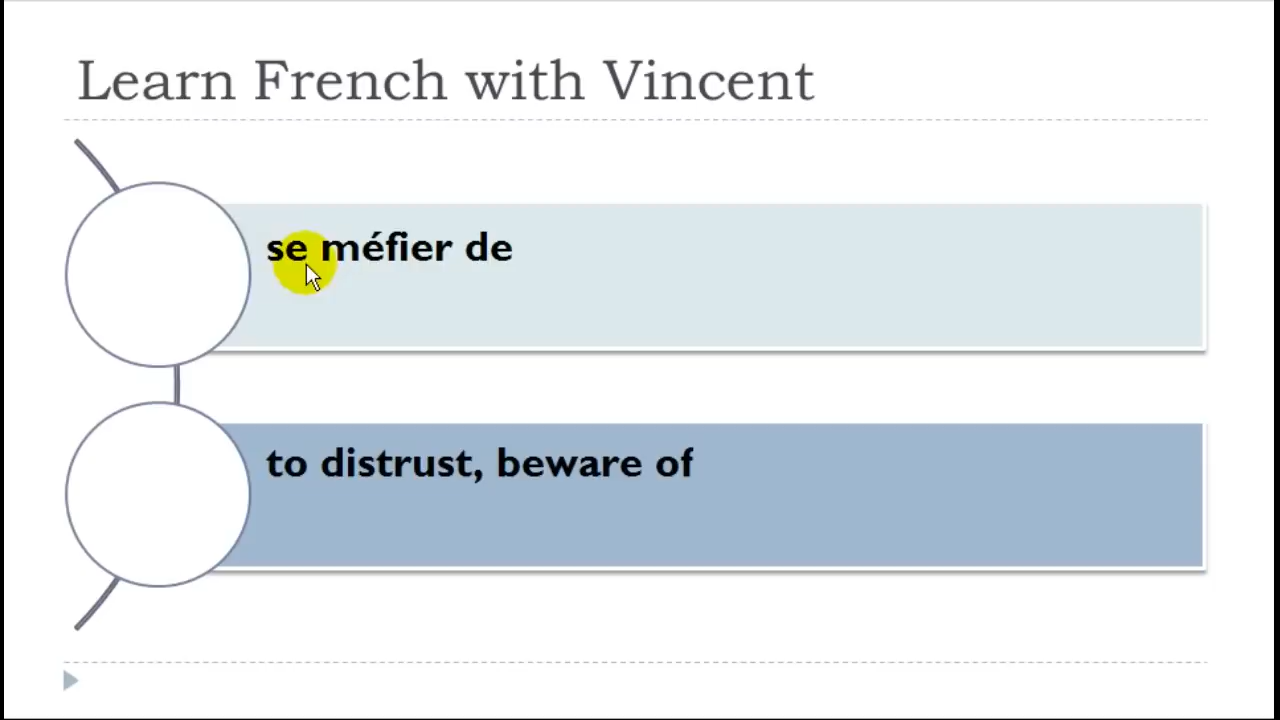 Learn French with Vincent
se méfier de
to distrust, beware of